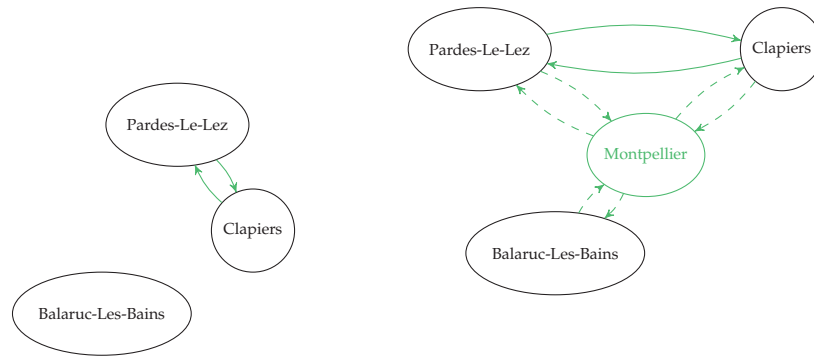 Pardes-Le-Lez
Clapiers
Balaruc-Les-Bains
Pardes-Le-Lez
Clapiers
Montpellier
Balaruc-Les-Bains